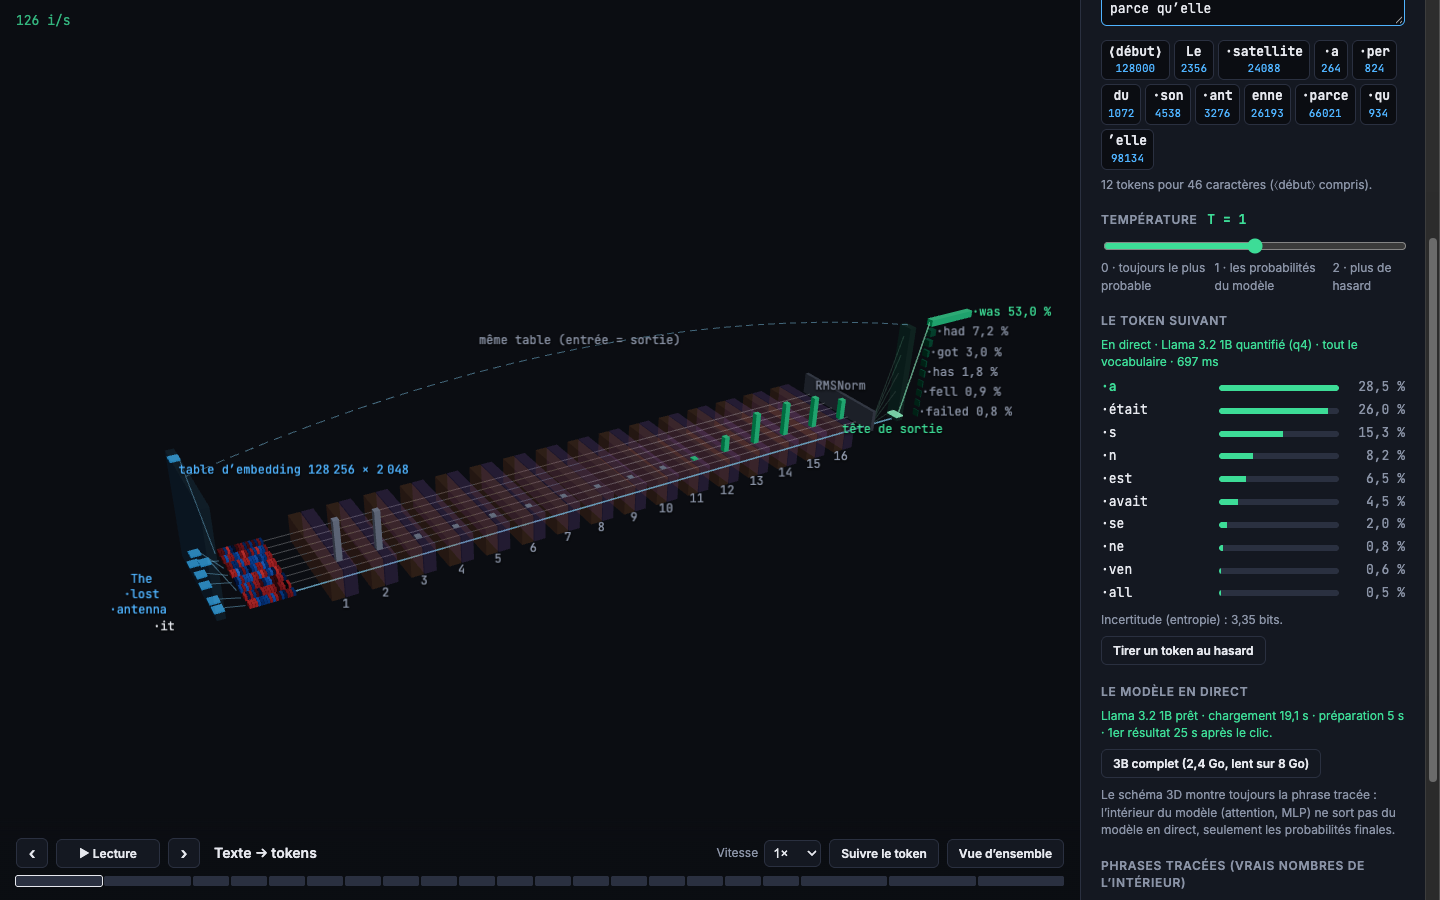 126 i/s
même table (entrée = sortie)
·was 53,0 %
·had 7,2 %
·got 3,0 %
·has 1,8 %
·fell 0,9 %
·failed 0,8 %
RMSNorm
tête de sortie
table d’embedding 128 256 × 2 048
1
2
3
4
5
6
7
8
9
10
11
12
13
14
15
16
The
·lost
·antenna
·it
‹
▶ Lecture
›
Texte → tokens
Vitesse
1×
Suivre le token
Vue d’ensemble
parce qu’elle
⟨début⟩ Le ·satellite ·a ·per
128000 2356 24088 264 824
du ·son ·ant enne ·parce ·qu
1072 4538 3276 26193 66021 934
’elle
98134
12 tokens pour 46 caractères (⟨début⟩ compris).
TEMPÉRATURE T = 1
0 · toujours le plus probable
1 · les probabilités du modèle
2 · plus de hasard
LE TOKEN SUIVANT
En direct · Llama 3.2 1B quantifié (q4) · tout le
vocabulaire · 697 ms
·a 28,5 %
·était 26,0 %
·s 15,3 %
·n 8,2 %
·est 6,5 %
·avait 4,5 %
·se 2,0 %
·ne 0,8 %
·ven 0,6 %
·all 0,5 %
Incertitude (entropie) : 3,35 bits.
Tirer un token au hasard
LE MODÈLE EN DIRECT
Llama 3.2 1B prêt · chargement 19,1 s · préparation 5 s
· 1er résultat 25 s après le clic.
3B complet (2,4 Go, lent sur 8 Go)
Le schéma 3D montre toujours la phrase tracée :
l’intérieur du modèle (attention, MLP) ne sort pas du
modèle en direct, seulement les probabilités finales.
PHRASES TRACÉES (VRAIS NOMBRES DE
L’INTÉRIEUR)